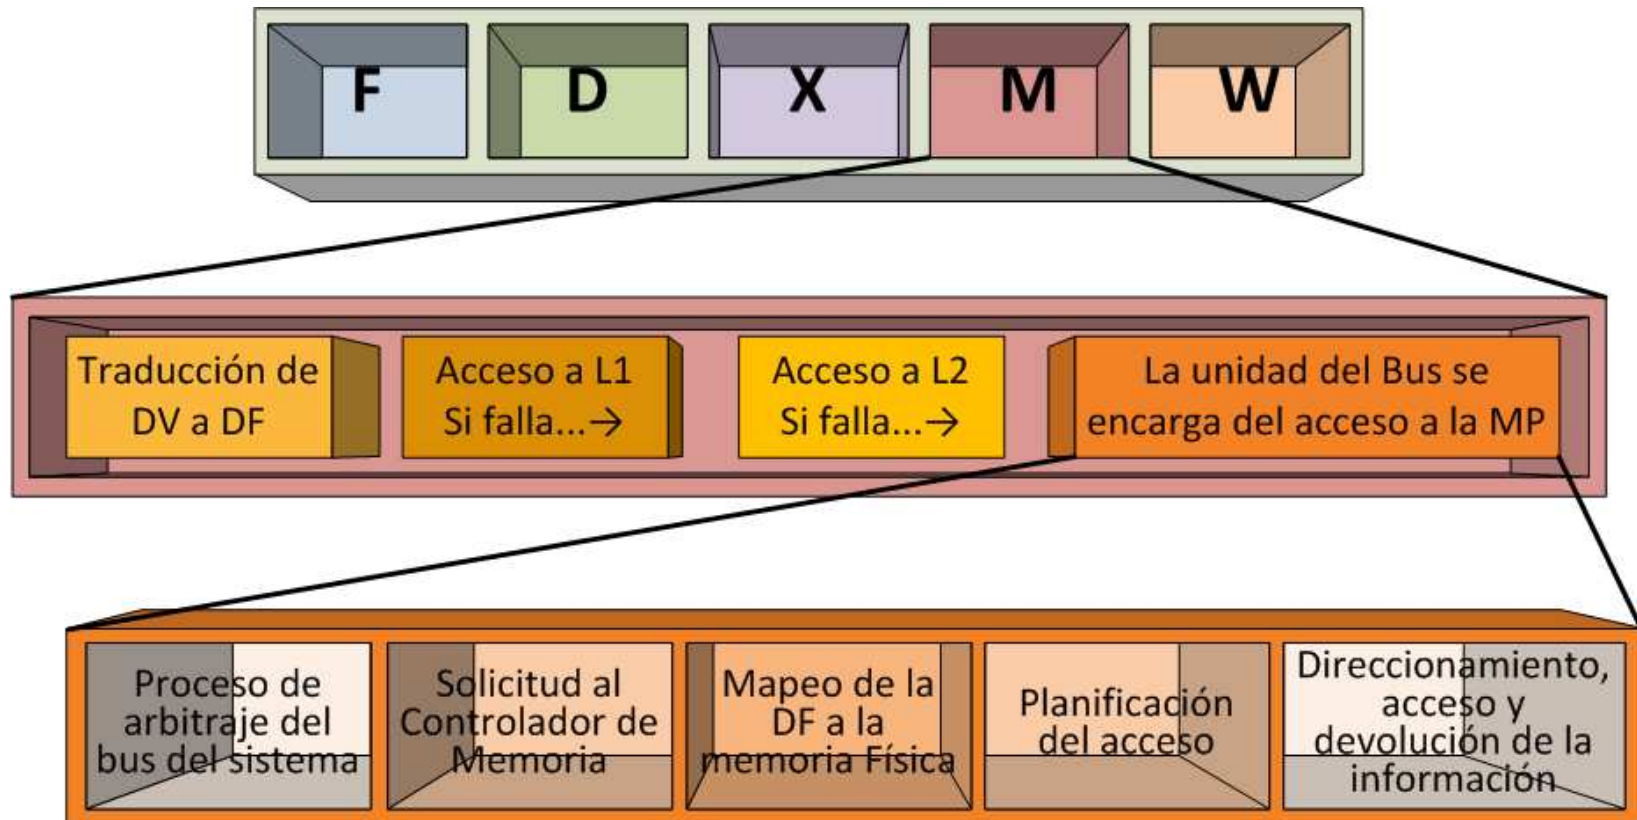 F
D
X
M
W
Traducción de
DV a DF
Acceso a L1
Si falla...→
Acceso a L2
Si falla...→
La unidad del Bus se
encarga del acceso a la MP
Proceso de
arbitraje del
bus del sistema
Solicitud al
Controlador de
Memoria
Mapeo de la
DF a la
memoria Física
Planificación
del acceso
Direccionamiento,
acceso y
devolución de la
información